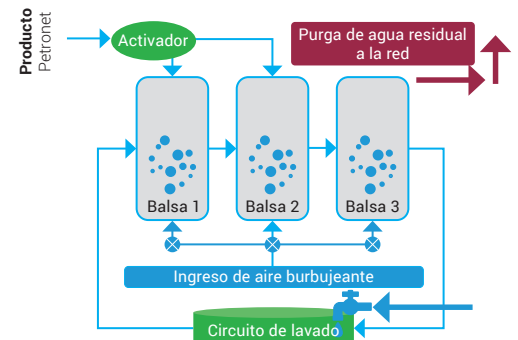 Producto
Petronet
Activador
Purga de agua residual
a la red
Balsa 1
Balsa 2
Balsa 3
Ingreso de aire burbujeante
Circuito de lavado